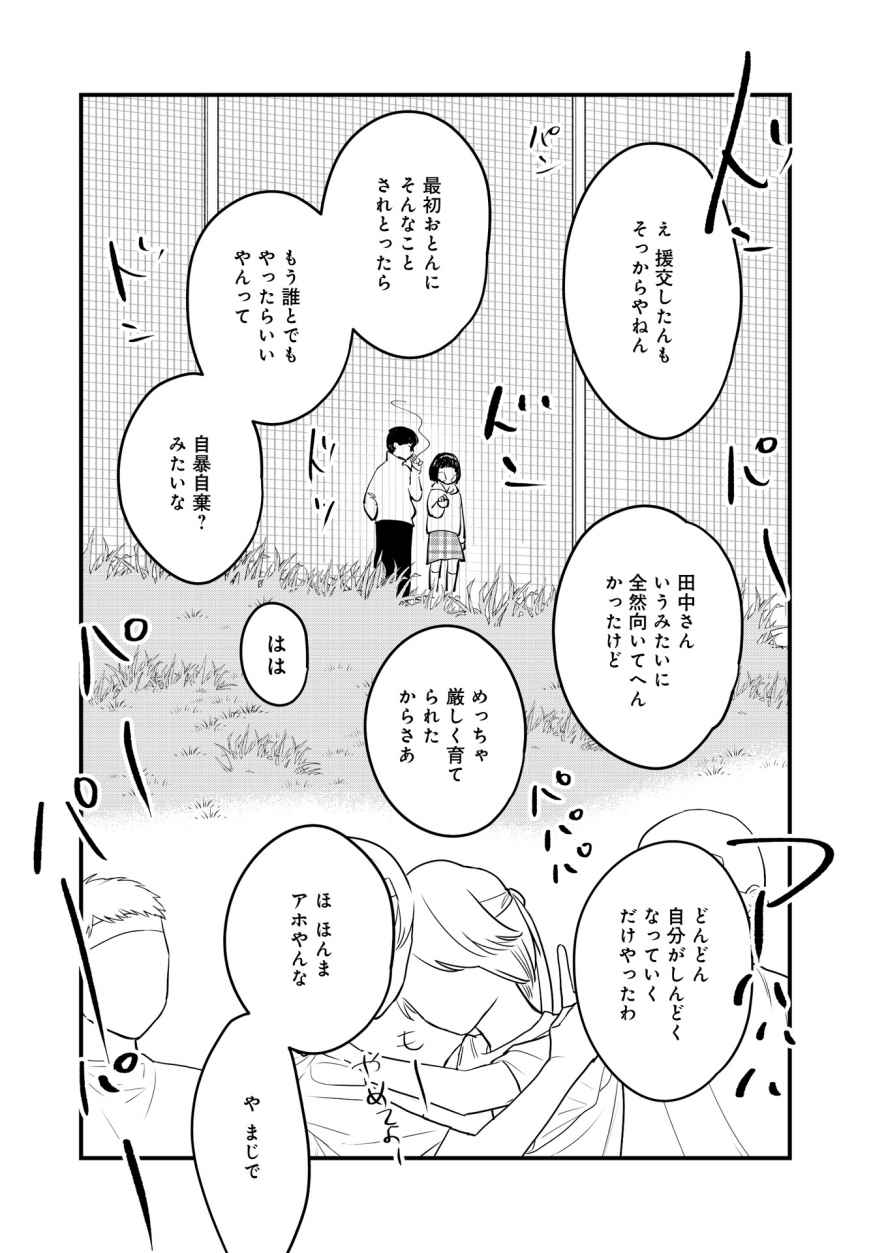 え 援交したんも
そっからやねん
最初おとんに
そんなこと
されとったら
もう誰とでも
やったらいい
やんって
自暴自棄?
みたいな
田中さん
いうみたいに
全然向いてへん
かったけど
めっちゃ
厳しく育て
られた
からさあ
はは
どんどん
自分がしんどく
なっていく
だけやったわ
ほ ほんま
アホやんな
や まじで
も
やめてよ〜
ドン
パン
ドン
ドン
ドッ
パン
パン
パパパン
パパン